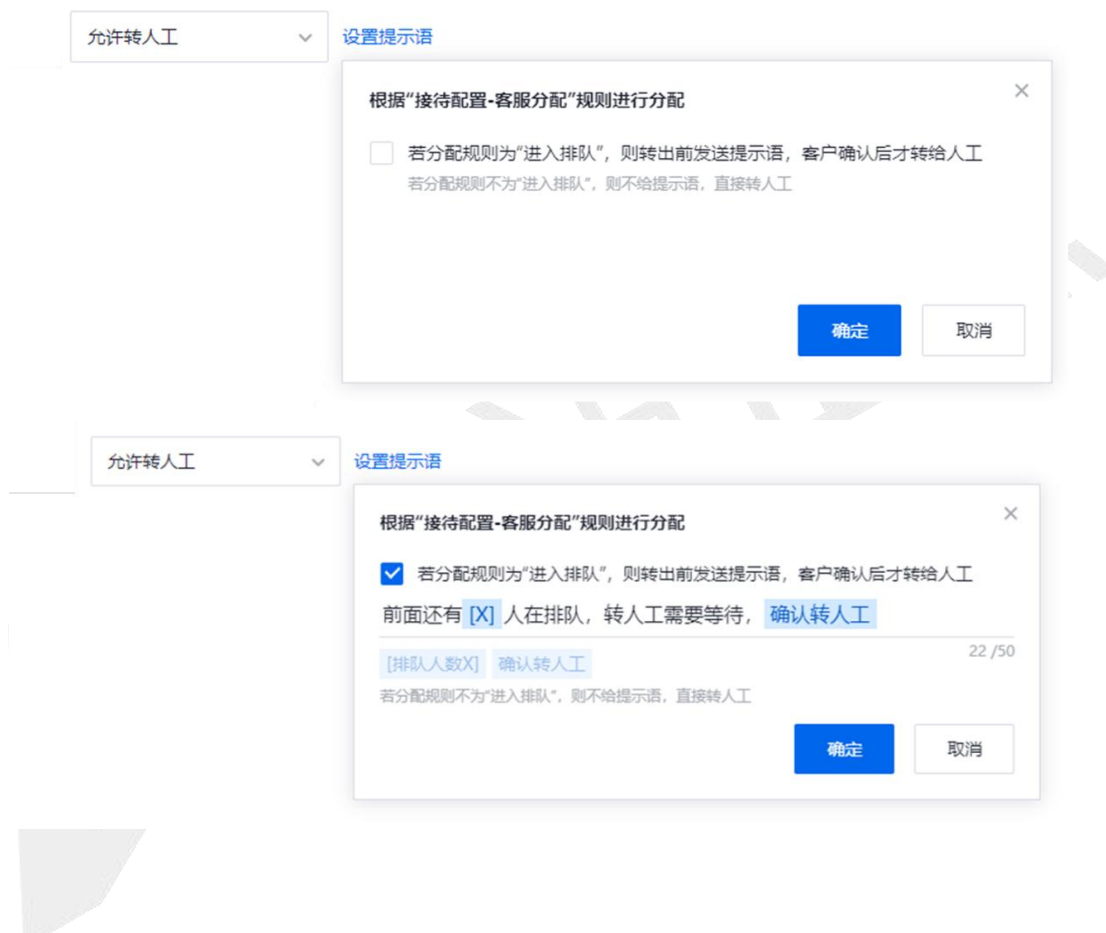 允许转人工 设置提示语
根据“接待配置-客服分配”规则进行分配
若分配规则为“进入排队”，则转出前发送提示语，客户确认后才转给人工
若分配规则不为“进入排队”，则不给提示语，直接转人工
确定 取消
允许转人工 设置提示语
根据“接待配置-客服分配”规则进行分配
若分配规则为“进入排队”，则转出前发送提示语，客户确认后才转给人工
前面还有 [X] 人在排队，转人工需要等待， 确认转人工
[排队人数X] 确认转人工 22 /50
若分配规则不为“进入排队”，则不给提示语，直接转人工
确定 取消